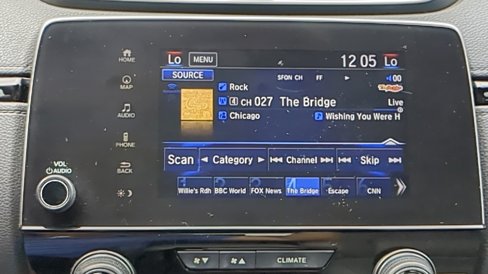 Lo MENU 12 05 Lo
SOURCE SFON CH FF
HOME
Rock 00
MAP
4 CH 027 The Bridge Live
AUDIO
Chicago Wishing You Were H
PHONE
VOL
AUDIO
BACK
Scan Category Channel Skip
Willie's Rdh BBC World FOX News The Bridge Escape CNN
CLIMATE